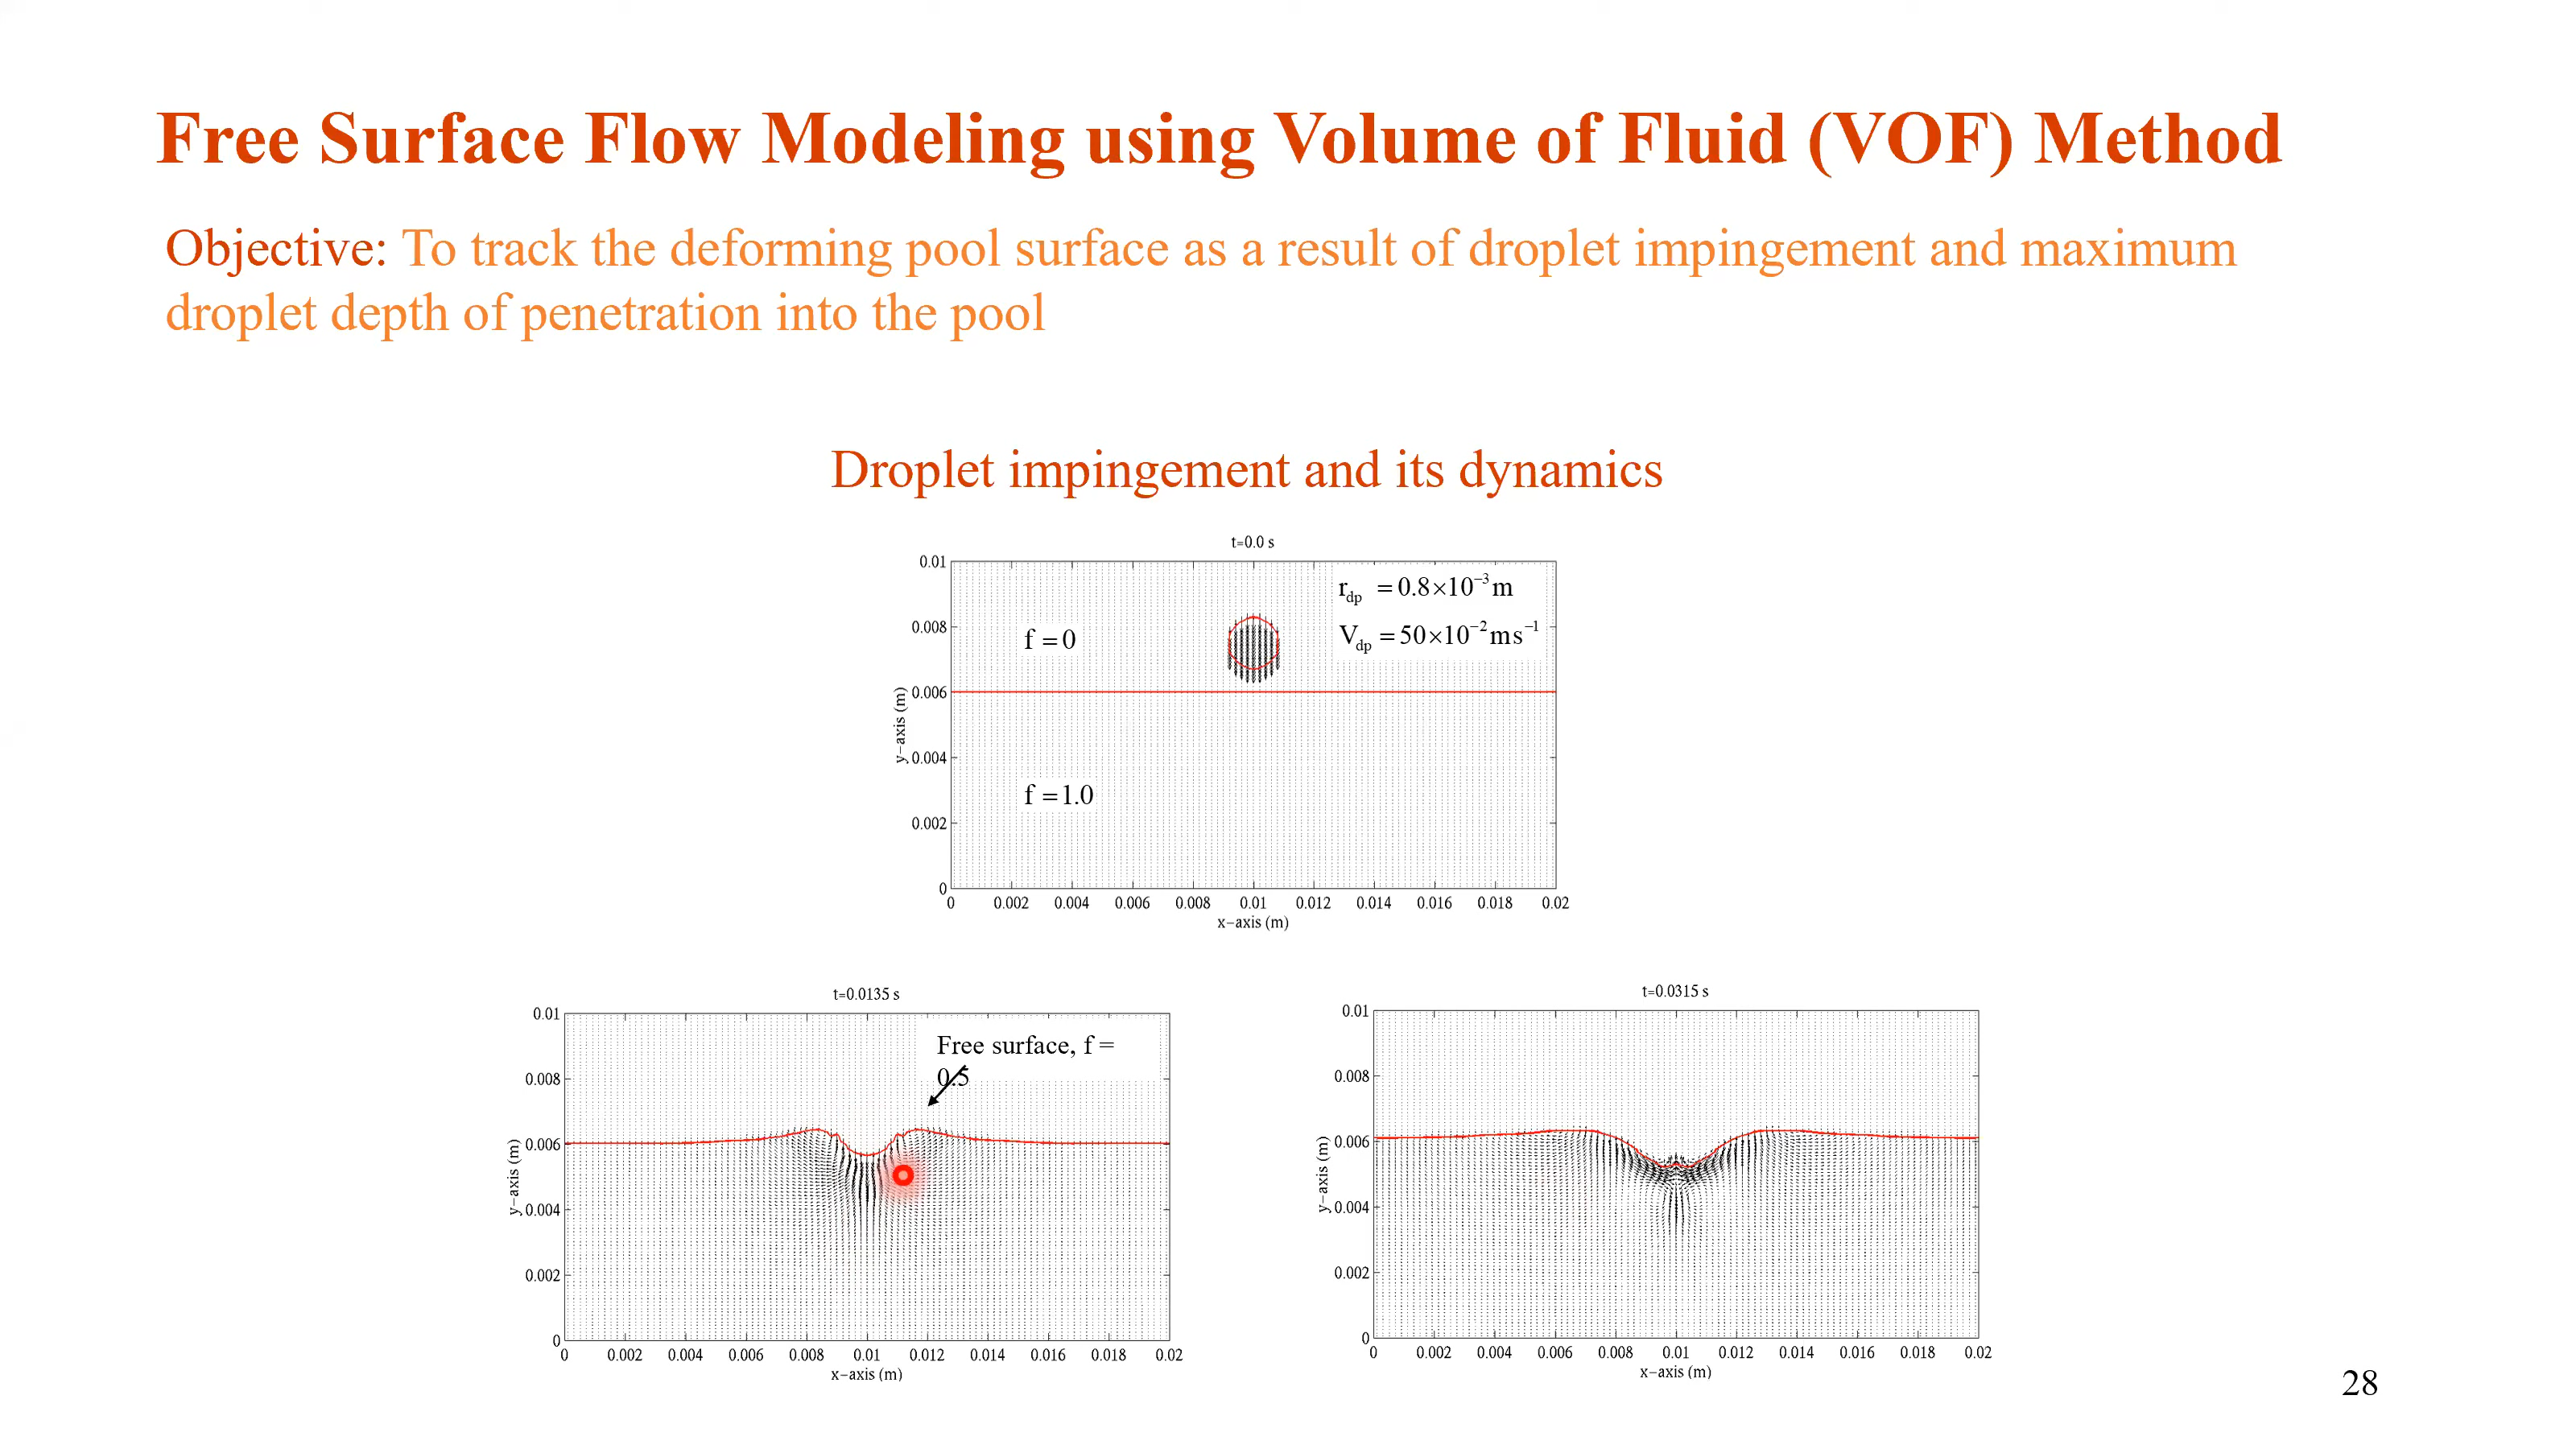 Free Surface Flow Modeling using Volume of Fluid (VOF) Method
Objective: To track the deforming pool surface as a result of droplet impingement and maximum
droplet depth of penetration into the pool
Droplet impingement and its dynamics
t=0.0 s
0.01
0.008
0.006
0.004
0.002
0
y−axis (m)
r_dp = 0.8×10⁻³ m
V_dp = 50×10⁻² m s⁻¹
f = 0
f = 1.0
0 0.002 0.004 0.006 0.008 0.01 0.012 0.014 0.016 0.018 0.02
x−axis (m)
t=0.0135 s
0.01
0.008
0.006
0.004
0.002
0
y−axis (m)
Free surface, f =
0.5
0 0.002 0.004 0.006 0.008 0.01 0.012 0.014 0.016 0.018 0.02
x−axis (m)
t=0.0315 s
0.01
0.008
0.006
0.004
0.002
0
y−axis (m)
0 0.002 0.004 0.006 0.008 0.01 0.012 0.014 0.016 0.018 0.02
x−axis (m)
28